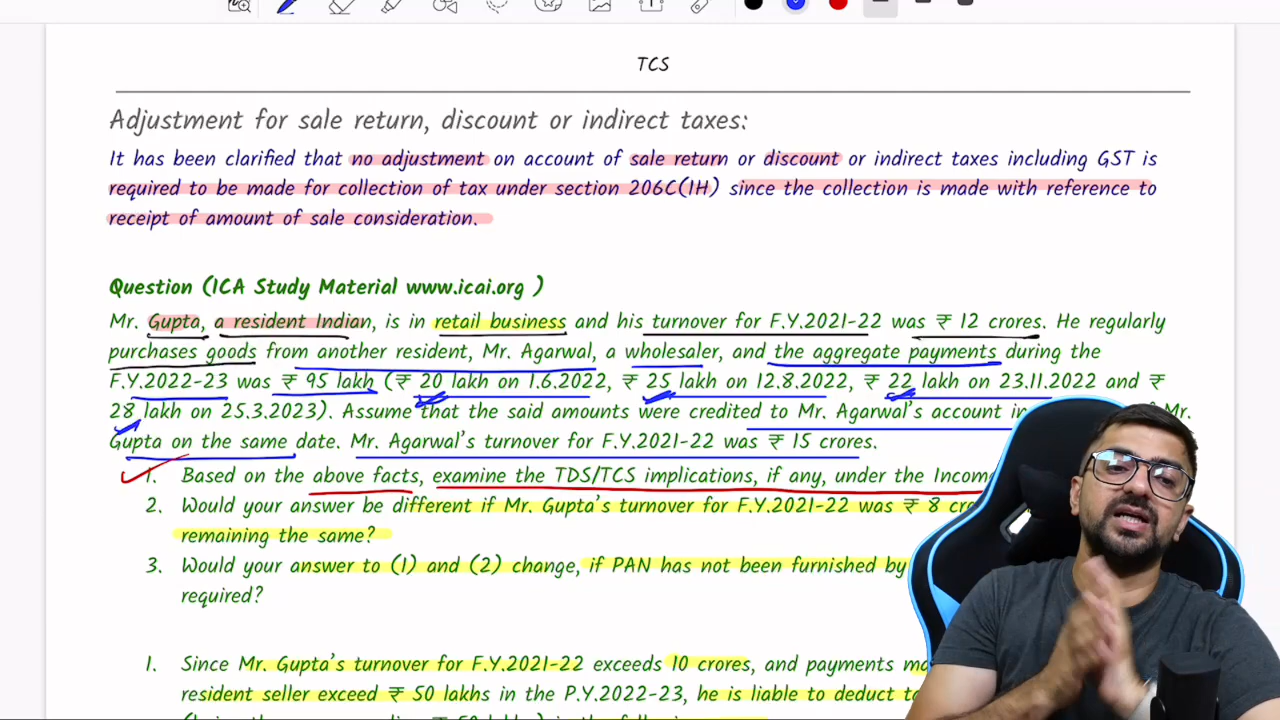 TCS
Adjustment for sale return, discount or indirect taxes:
It has been clarified that no adjustment on account of sale return or discount or indirect taxes including GST is
required to be made for collection of tax under section 206C(1H) since the collection is made with reference to
receipt of amount of sale consideration.
Question (ICA Study Material www.icai.org )
Mr. Gupta, a resident Indian, is in retail business and his turnover for F.Y.2021-22 was ₹ 12 crores. He regularly
purchases goods from another resident, Mr. Agarwal, a wholesaler, and the aggregate payments during the
F.Y.2022-23 was ₹ 95 lakh (₹ 20 lakh on 1.6.2022, ₹ 25 lakh on 12.8.2022, ₹ 22 lakh on 23.11.2022 and ₹
28 lakh on 25.3.2023). Assume that the said amounts were credited to Mr. Agarwal's account in Mr.
Gupta on the same date. Mr. Agarwal's turnover for F.Y.2021-22 was ₹ 15 crores.
1. Based on the above facts, examine the TDS/TCS implications, if any, under the
2. Would your answer be different if Mr. Gupta's turnover for F.Y.2021-22 was ₹ 8
remaining the same?
3. Would your answer to (1) and (2) change, if PAN has not been furnished by
required?
1. Since Mr. Gupta's turnover for F.Y.2021-22 exceeds 10 crores, and payments
resident seller exceed ₹ 50 lakhs in the P.Y.2022-23, he is liable to deduct